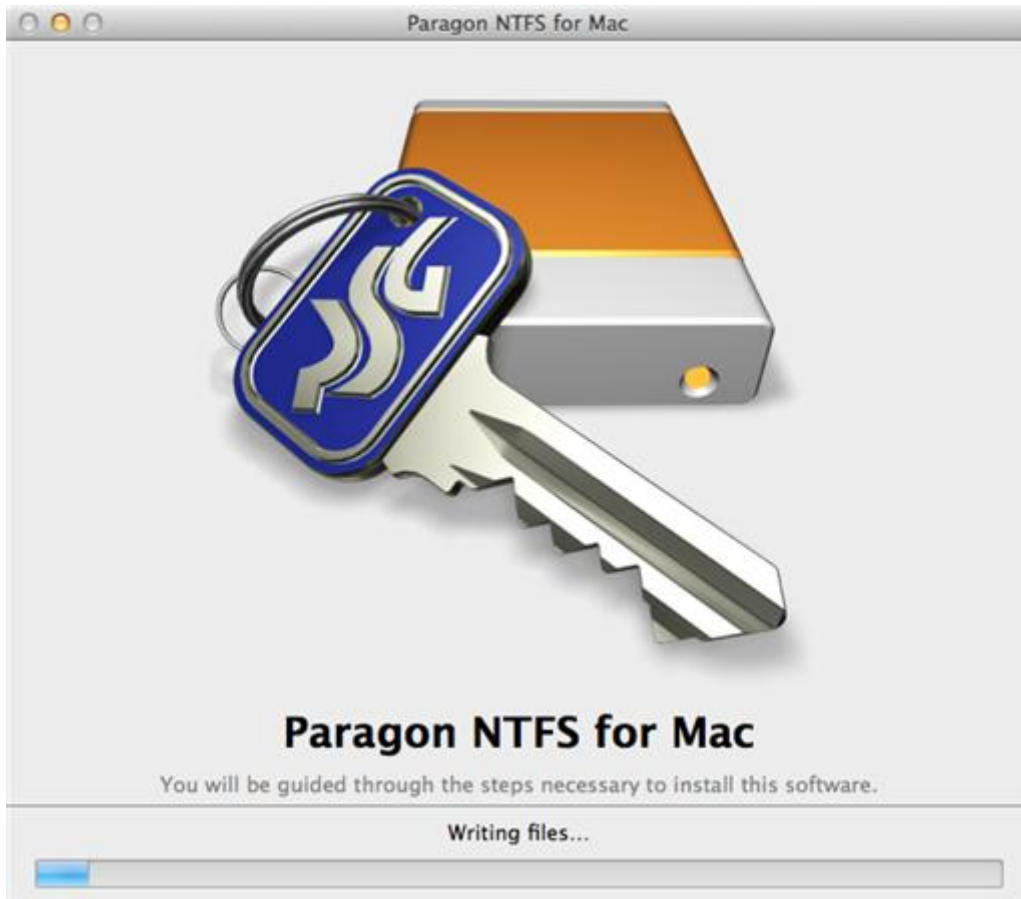 Paragon NTFS for Mac
PSG
Paragon NTFS for Mac
You will be guided through the steps necessary to install this software.
Writing files...